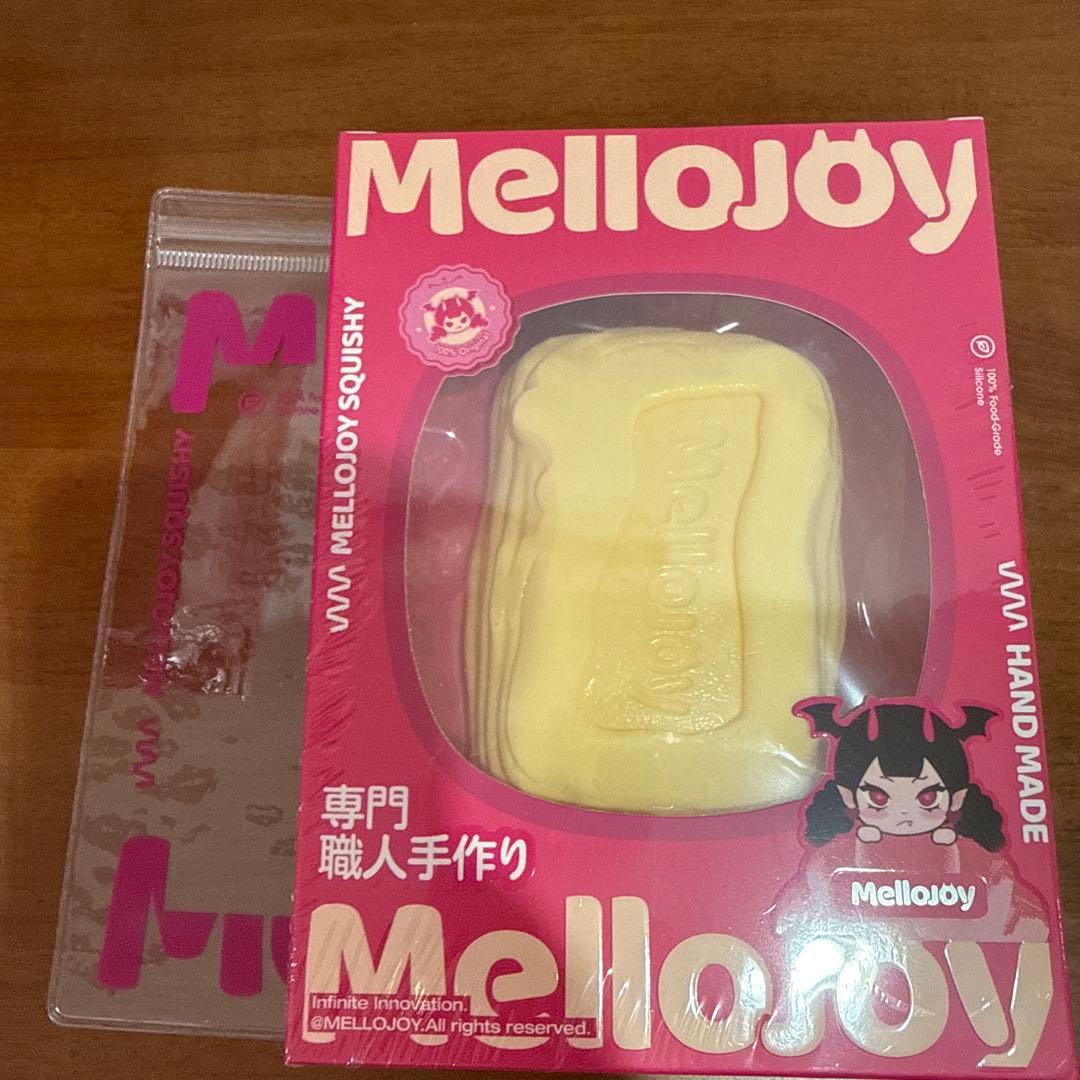 MelloJoy
100% Original
MELLOJOY SQUISHY
100% Food-Grade
Silicone
MelloJoy
HAND MADE
専門
職人手作り
MelloJoy
MelloJoy
Infinite Innovation.
@MELLOJOY.All rights reserved.
M
MELLOJOY SQUISHY